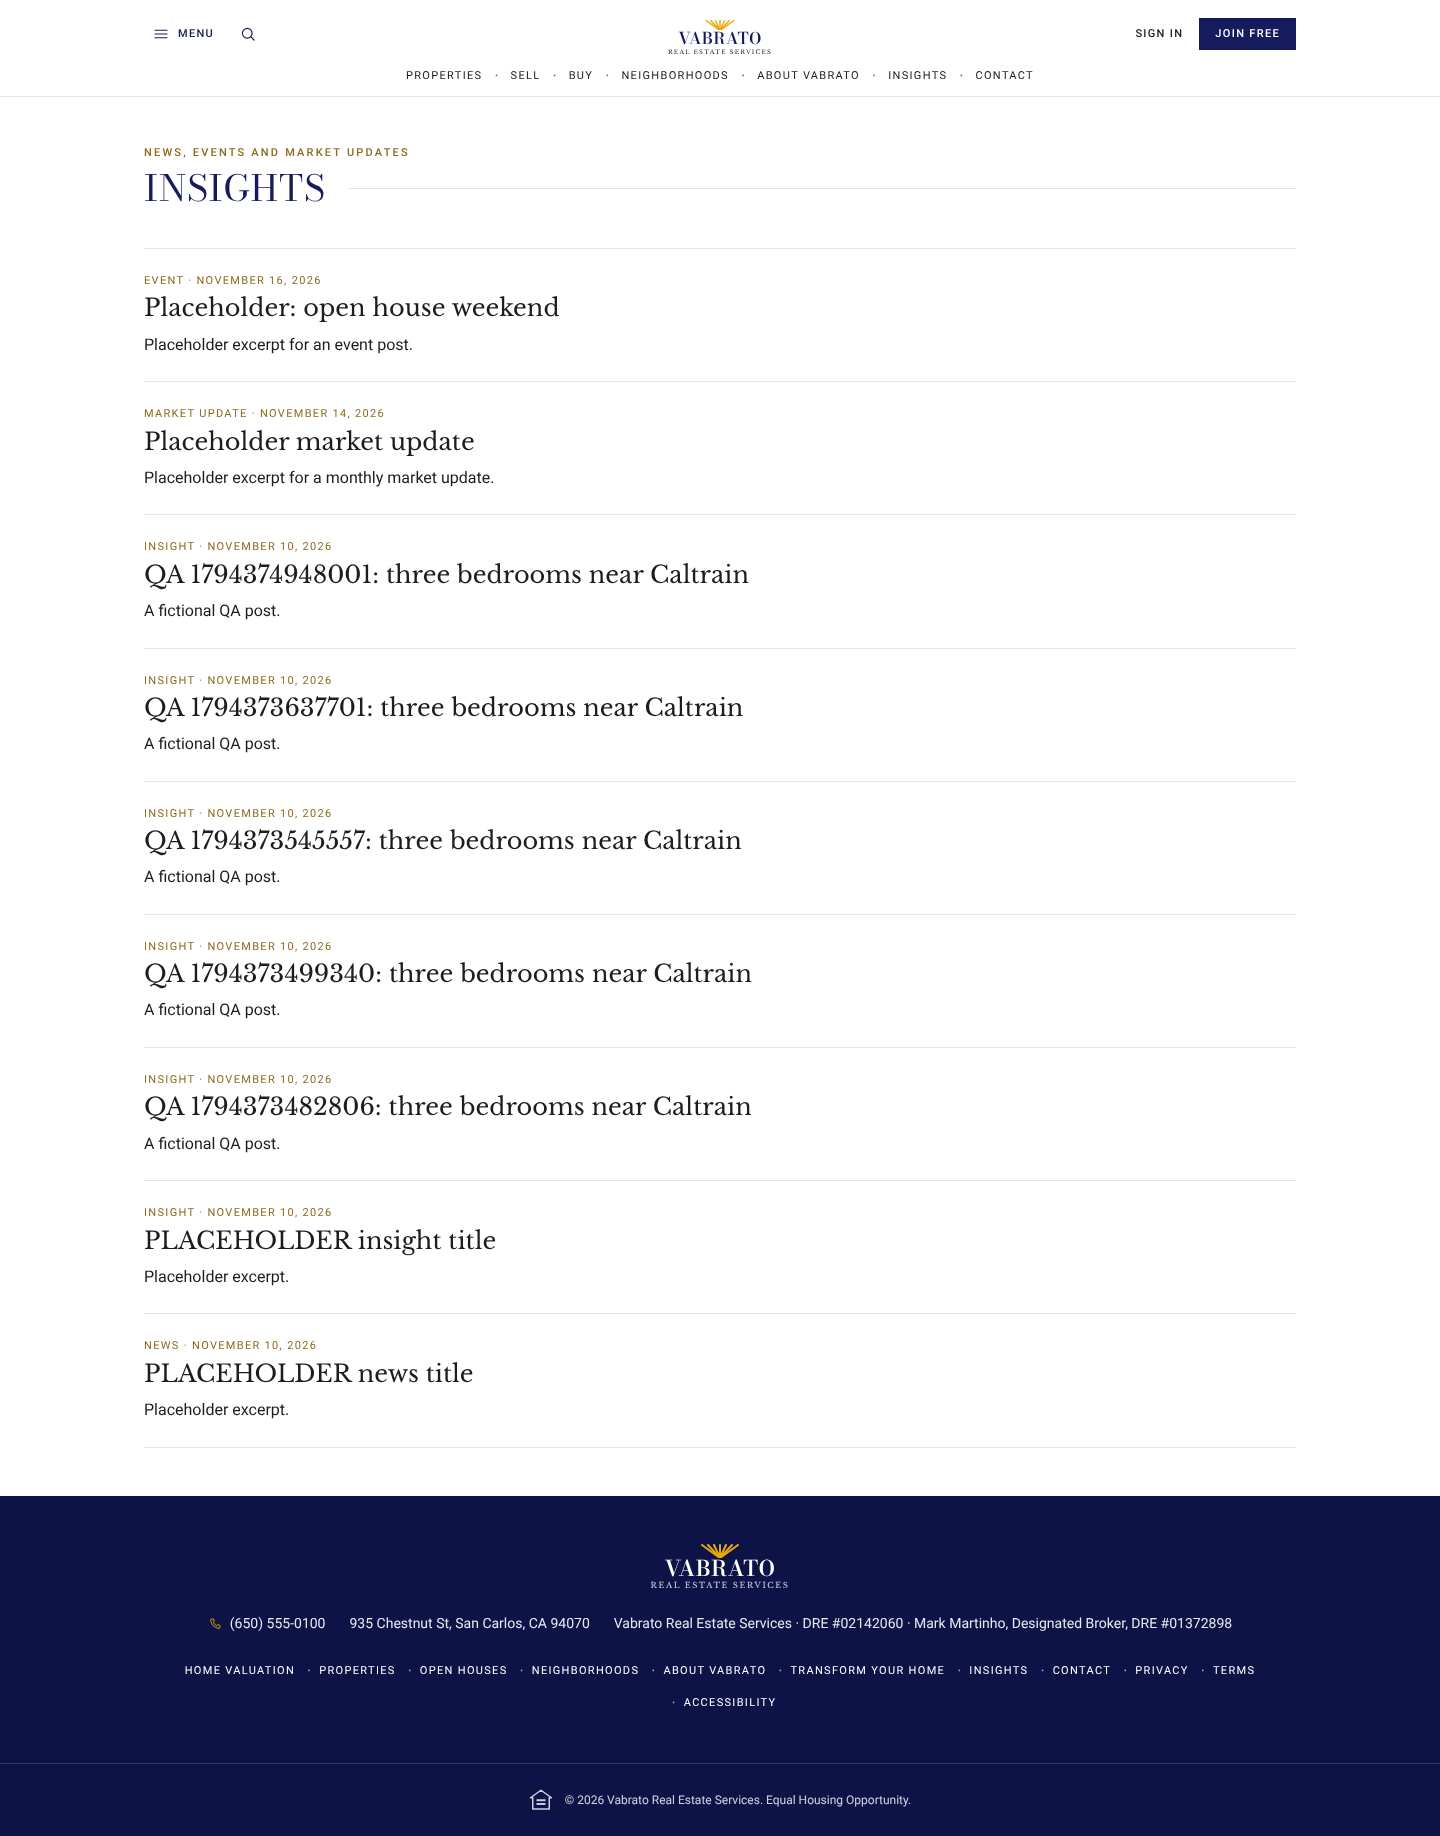 MENU
VABRATO
REAL ESTATE SERVICES
SIGN IN
JOIN FREE
PROPERTIES · SELL · BUY · NEIGHBORHOODS · ABOUT VABRATO · INSIGHTS · CONTACT
NEWS, EVENTS AND MARKET UPDATES
INSIGHTS
EVENT · NOVEMBER 16, 2026
Placeholder: open house weekend
Placeholder excerpt for an event post.
MARKET UPDATE · NOVEMBER 14, 2026
Placeholder market update
Placeholder excerpt for a monthly market update.
INSIGHT · NOVEMBER 10, 2026
QA 1794374948001: three bedrooms near Caltrain
A fictional QA post.
INSIGHT · NOVEMBER 10, 2026
QA 1794373637701: three bedrooms near Caltrain
A fictional QA post.
INSIGHT · NOVEMBER 10, 2026
QA 1794373545557: three bedrooms near Caltrain
A fictional QA post.
INSIGHT · NOVEMBER 10, 2026
QA 1794373499340: three bedrooms near Caltrain
A fictional QA post.
INSIGHT · NOVEMBER 10, 2026
QA 1794373482806: three bedrooms near Caltrain
A fictional QA post.
INSIGHT · NOVEMBER 10, 2026
PLACEHOLDER insight title
Placeholder excerpt.
NEWS · NOVEMBER 10, 2026
PLACEHOLDER news title
Placeholder excerpt.
VABRATO
REAL ESTATE SERVICES
(650) 555-0100 935 Chestnut St, San Carlos, CA 94070 Vabrato Real Estate Services · DRE #02142060 · Mark Martinho, Designated Broker, DRE #01372898
HOME VALUATION · PROPERTIES · OPEN HOUSES · NEIGHBORHOODS · ABOUT VABRATO · TRANSFORM YOUR HOME · INSIGHTS · CONTACT · PRIVACY · TERMS
· ACCESSIBILITY
© 2026 Vabrato Real Estate Services. Equal Housing Opportunity.